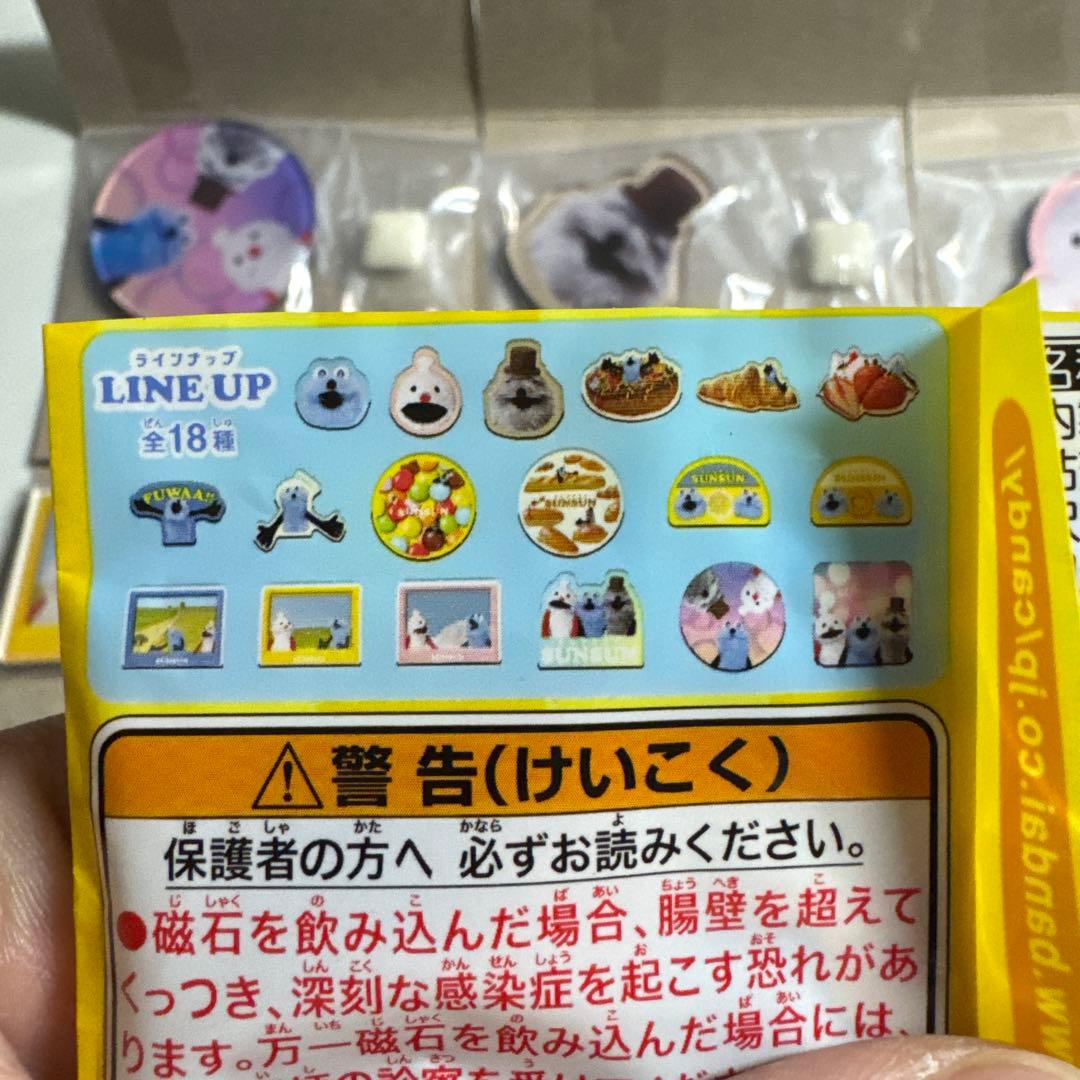 ラインナップ
LINE UP
ぜん しゅ
全18種
FUWAA!!
SUNSUN
SUNSUN
SUNSUN
SUNSUN
SUNSUN
⚠警告(けいこく)
ほごしゃ かた かなら よ
保護者の方へ 必ずお読みください。
じしゃく の こ ばあい ちょうへき こ
●磁石を飲み込んだ場合、腸壁を超えて
しんこく かんせんしょう お おそ
くっつき、深刻な感染症を起こす恐れがあ
まんいち じしゃく の こ ばあい
ります。万一磁石を飲み込んだ場合には、
w.bandai.co.jp/candy/